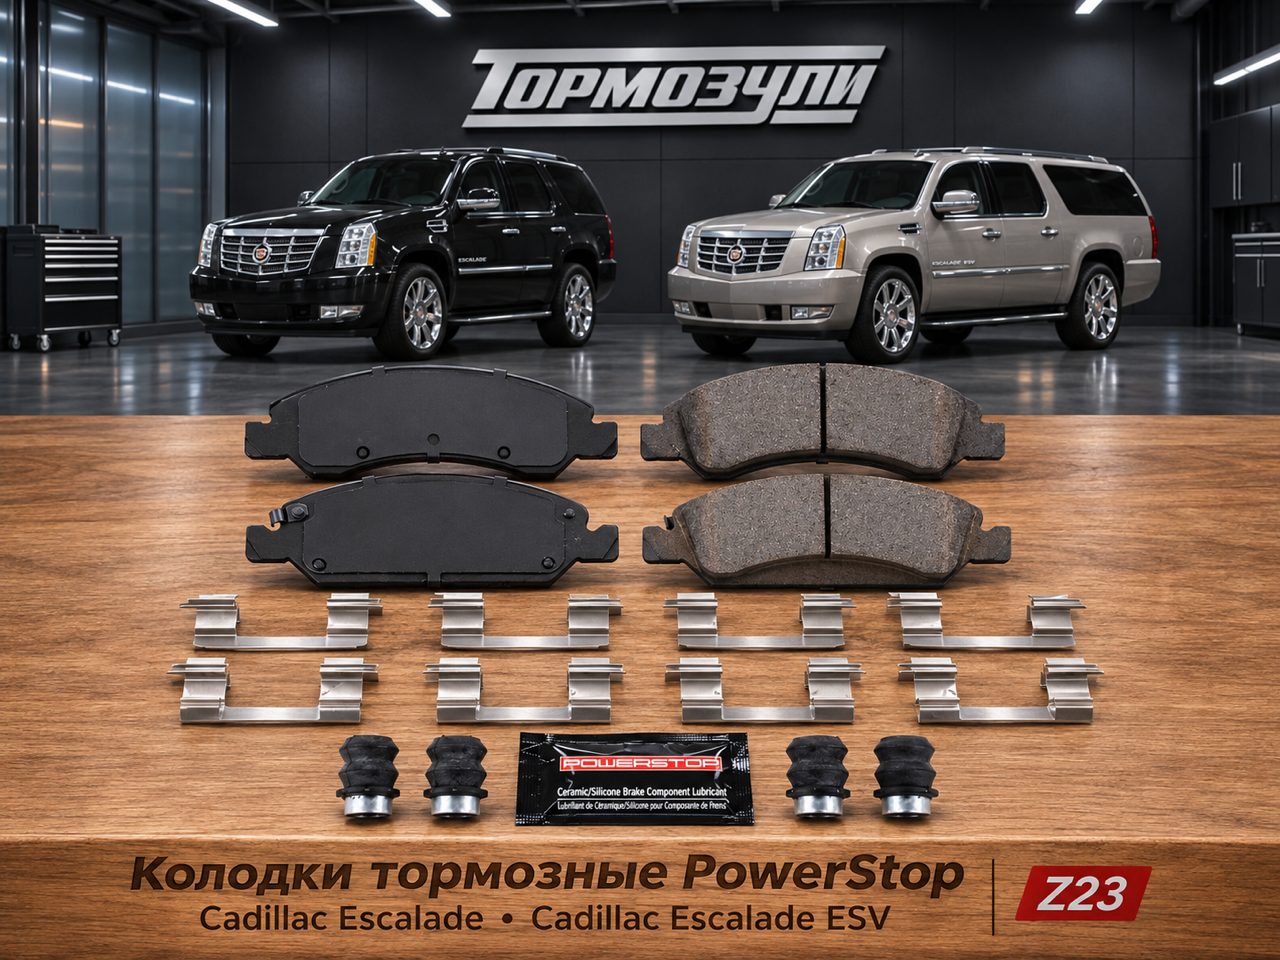 ТОРМОЗУЛИ
ESCALADE
ESCALADE ESV
POWERSTOP
Ceramic/Silicone Brake Component Lubricant
Lubrifiant de Céramique/Silicone pour Composante de Freins
Колодки тормозные PowerStop
Cadillac Escalade • Cadillac Escalade ESV
Z23